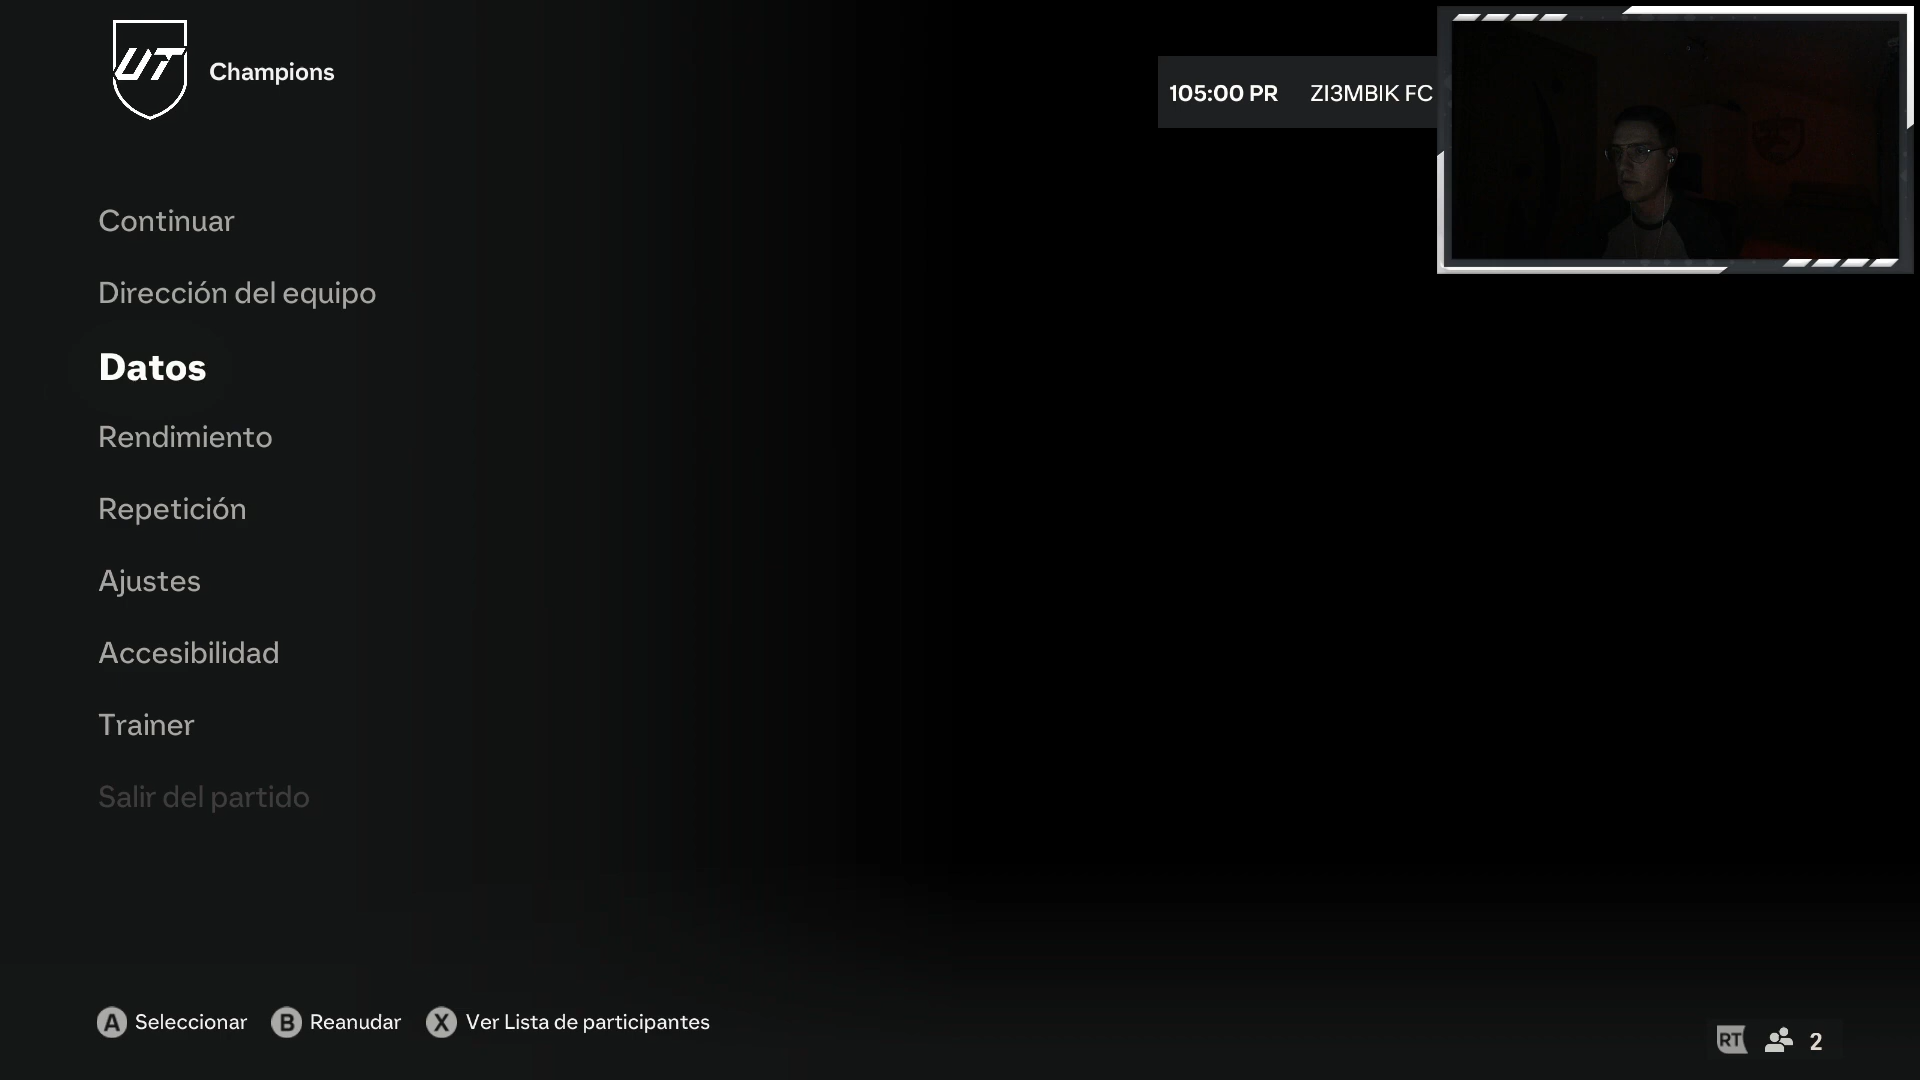 UT
Champions
105:00 PR ZI3MBIK FC
Continuar
Dirección del equipo
Datos
Rendimiento
Repetición
Ajustes
Accesibilidad
Trainer
Salir del partido
A Seleccionar B Reanudar X Ver Lista de participantes
RT 2